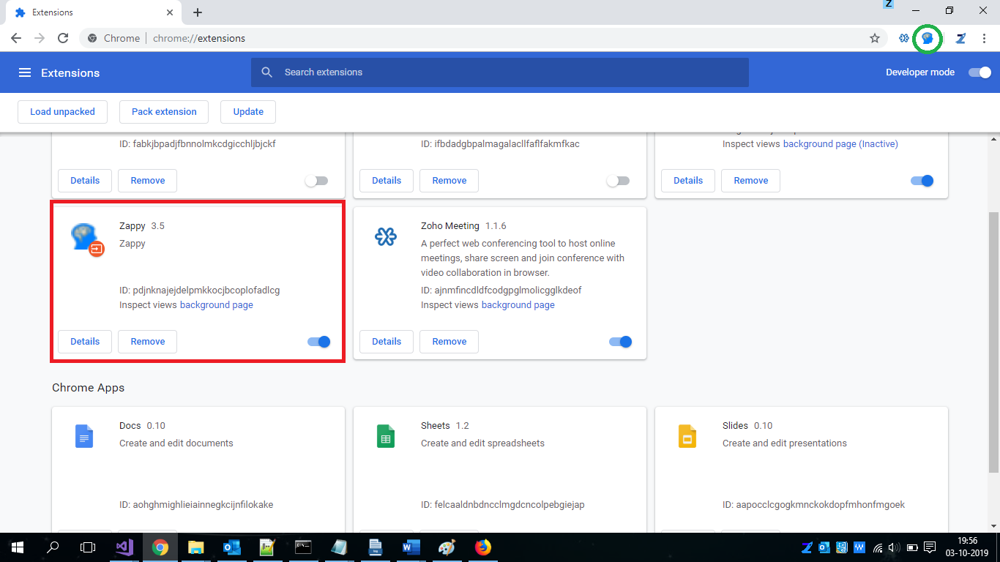 Extensions
Z
Chrome chrome://extensions
Extensions
Search extensions
Developer mode
Load unpacked
Pack extension
Update
ID: fabkjbpadjfbnnolmkcdgicchljbjckf
ID: ifbdadgbpalmagalacllfaflfakmfkac
Inspect views background page (Inactive)
Details Remove
Details Remove
Details Remove
Zappy 3.5
Zappy
ID: pdjnknajejdelpmkkocjbcoplofadlcg
Inspect views background page
Details Remove
Zoho Meeting 1.1.6
A perfect web conferencing tool to host online
meetings, share screen and join conference with
video collaboration in browser.
ID: ajnmfincdldfcodgpglmolicgglkdeof
Inspect views background page
Details Remove
Chrome Apps
Docs 0.10
Create and edit documents
ID: aohghmighlieiainnegkcijnfilokake
Sheets 1.2
Create and edit spreadsheets
ID: felcaaldnbdncclmgdcncolpebgiejap
Slides 0.10
Create and edit presentations
ID: aapocclcgogkmnckokdopfmhonfmgoek
19:56
03-10-2019